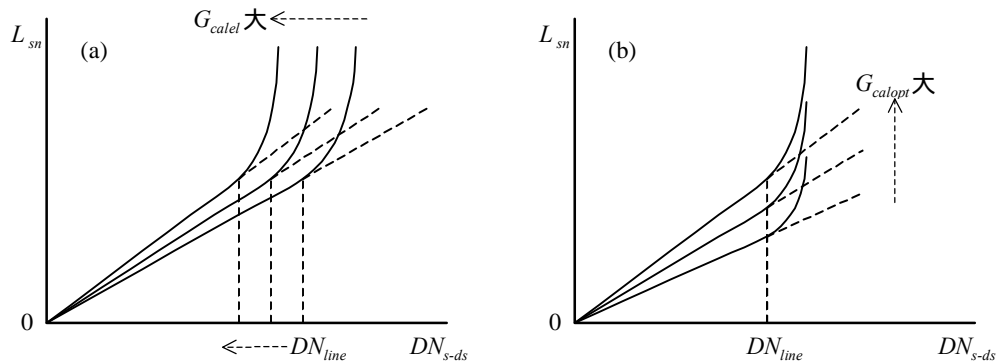 G_calel 大
L_sn
(a)
0
DN_line
DN_s-ds
L_sn
(b)
G_calopt 大
0
DN_line
DN_s-ds